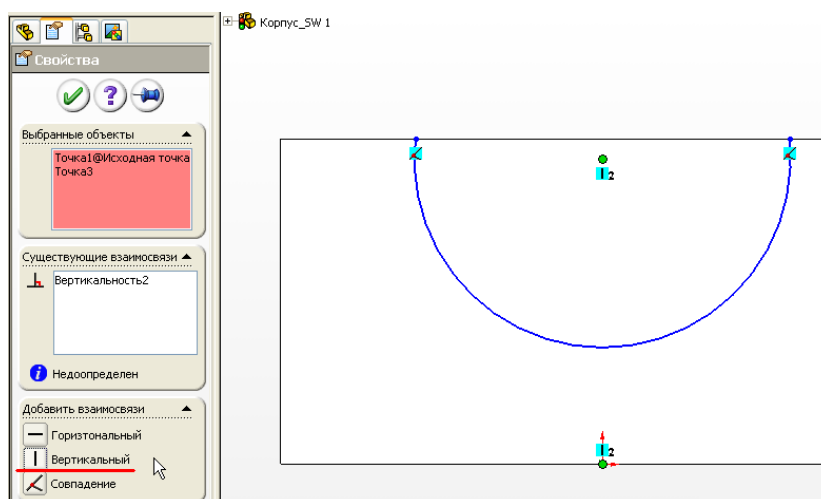 Корпус_SW 1
Свойства
?
Выбранные объекты
Точка1@Исходная точка
Точка3
Существующие взаимосвязи
Вертикальность2
i Недоопределен
Добавить взаимосвязи
Горизтональный
Вертикальный
Совпадение
2
2